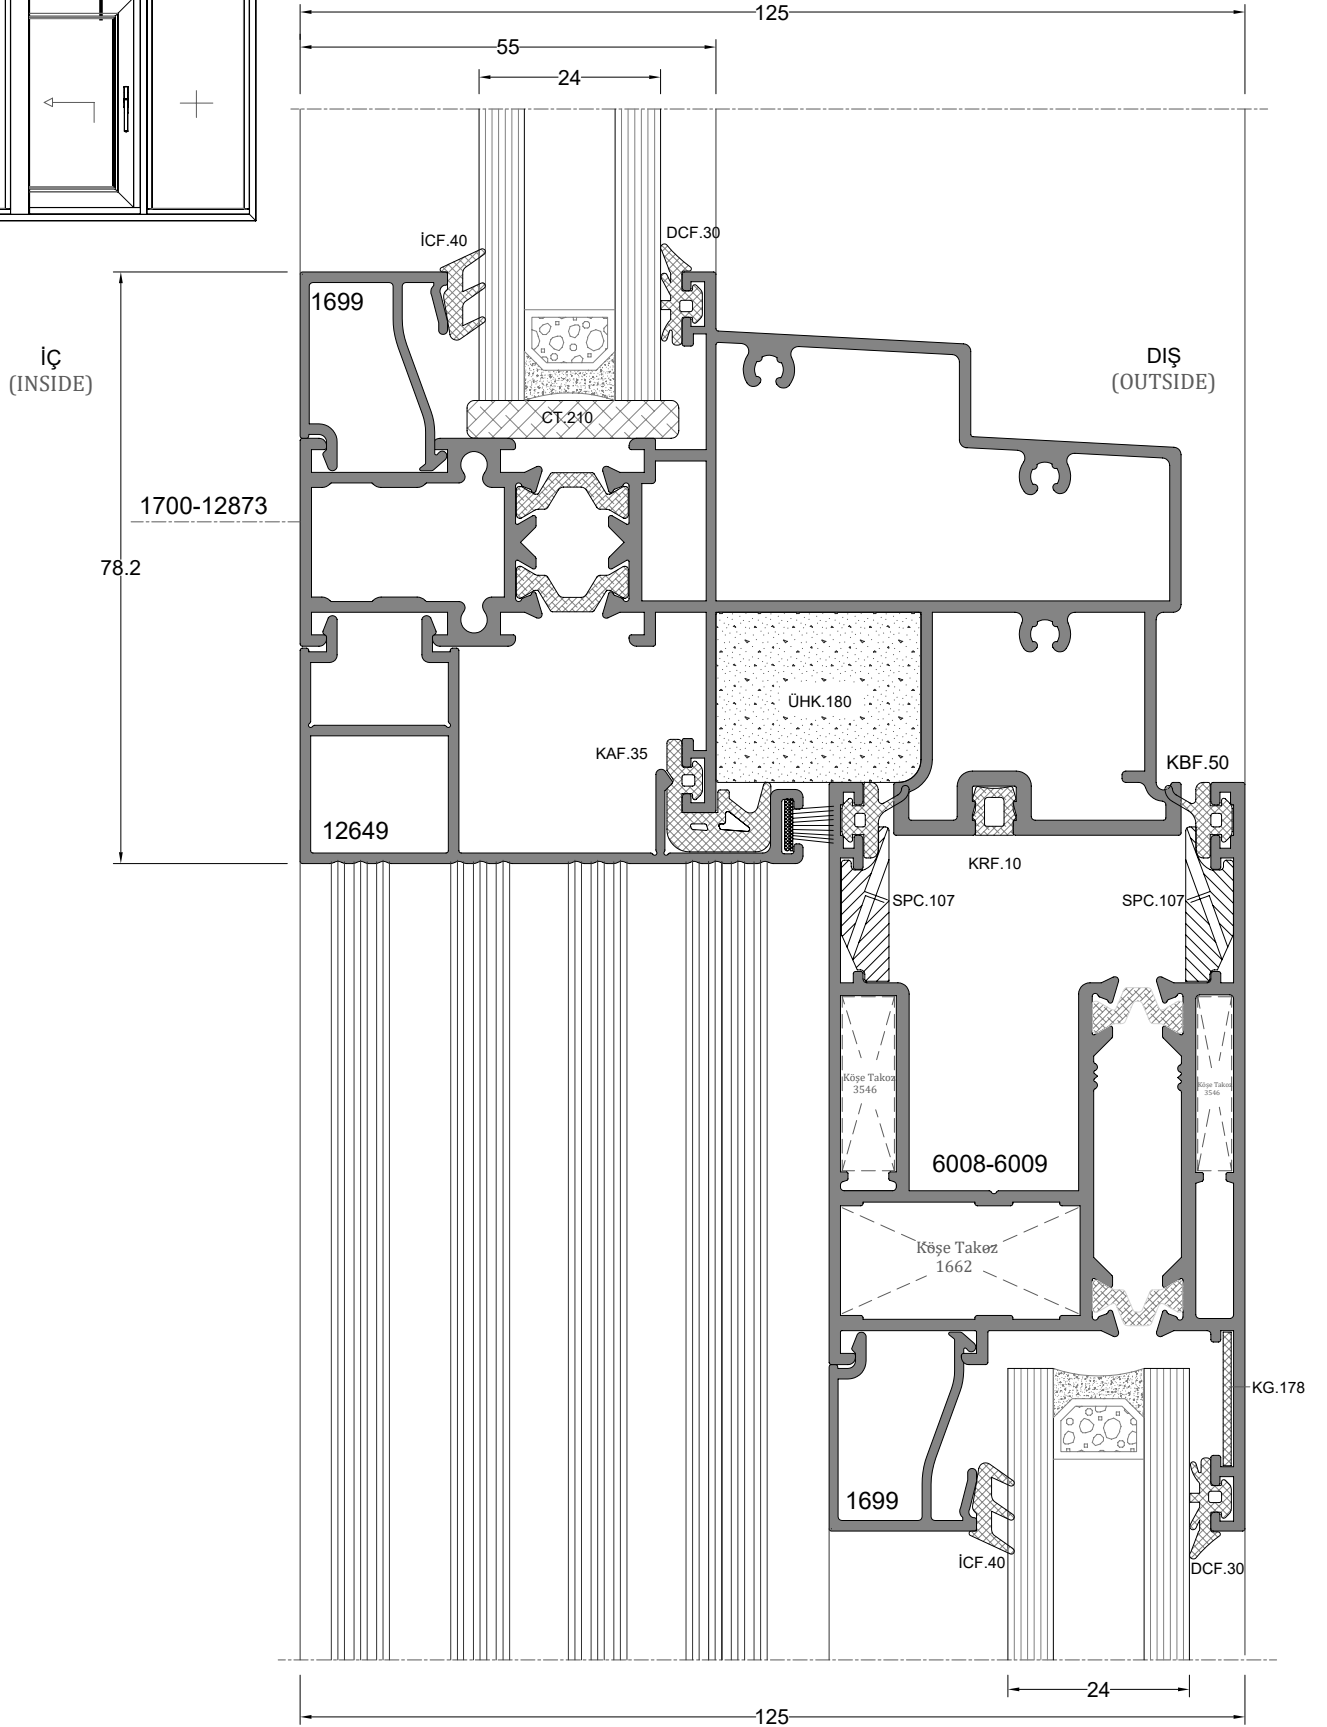 125
55
24
İCF.40
DCF.30
1699
İÇ
(INSIDE)
DIŞ
(OUTSIDE)
CT.210
1700-12873
78.2
ÜHK.180
KAF.35
KBF.50
12649
KRF.10
SPC.107
SPC.107
Köşe Takoz
3546
Köşe Takoz
3546
6008-6009
Köşe Takoz
1662
KG.178
1699
İCF.40
DCF.30
24
125